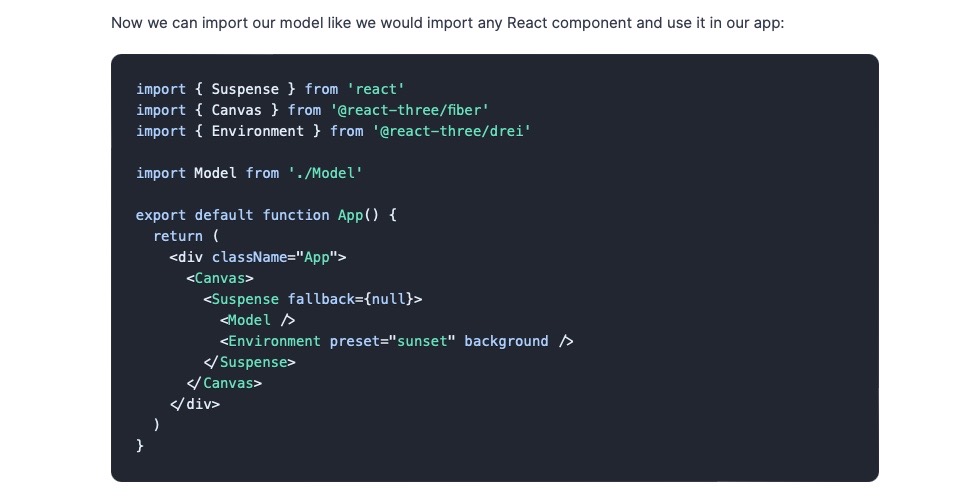 Now we can import our model like we would import any React component and use it in our app:
import { Suspense } from 'react'
import { Canvas } from '@react-three/fiber'
import { Environment } from '@react-three/drei'
import Model from './Model'
export default function App() {
  return (
    <div className="App">
      <Canvas>
        <Suspense fallback={null}>
          <Model />
          <Environment preset="sunset" background />
        </Suspense>
      </Canvas>
    </div>
  )
}